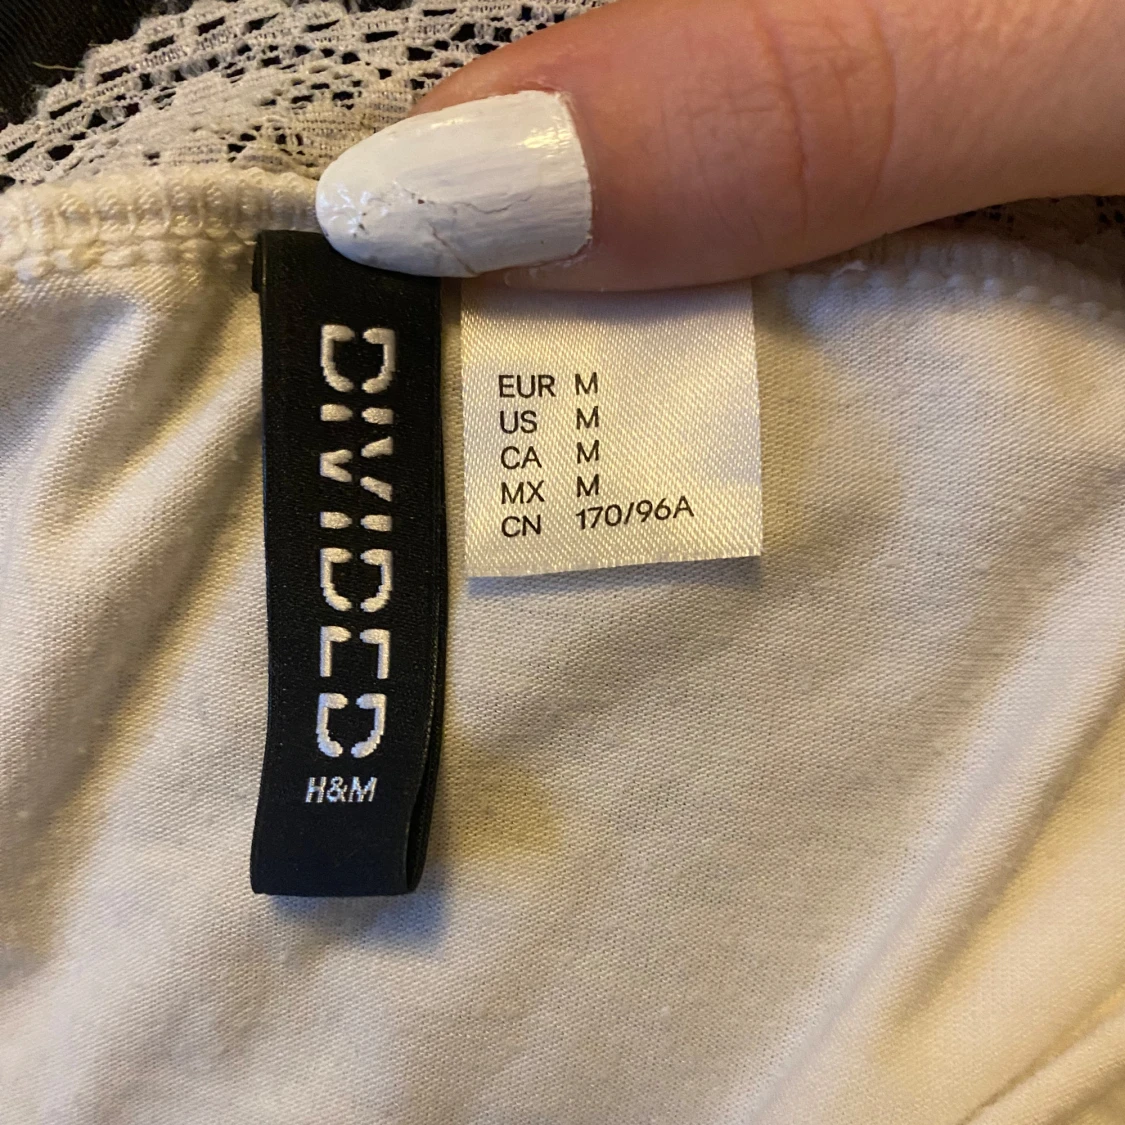 DIVIDED
H&M
EUR M
US M
CA M
MX M
CN 170/96A